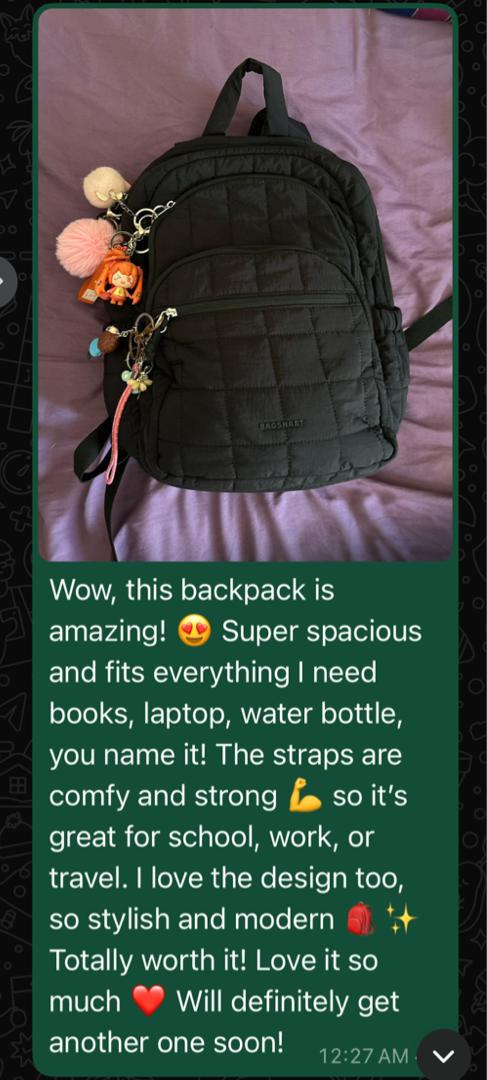 BAGSMART
Wow, this backpack is
amazing! 😍 Super spacious
and fits everything I need
books, laptop, water bottle,
you name it! The straps are
comfy and strong 💪 so it’s
great for school, work, or
travel. I love the design too,
so stylish and modern 🎒 ✨
Totally worth it! Love it so
much ❤️ Will definitely get
another one soon!
12:27 AM